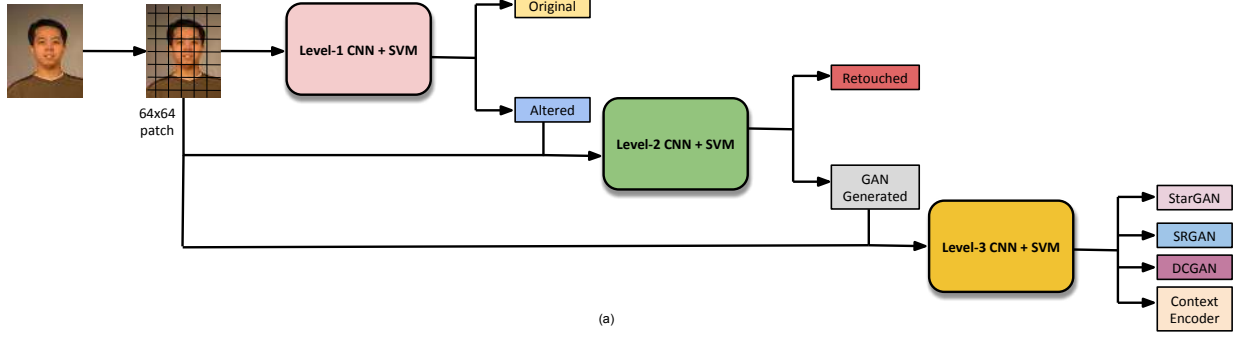 Original
Level-1 CNN + SVM
Retouched
64x64
patch
Altered
Level-2 CNN + SVM
GAN
Generated
StarGAN
Level-3 CNN + SVM
SRGAN
DCGAN
Context
Encoder
(a)